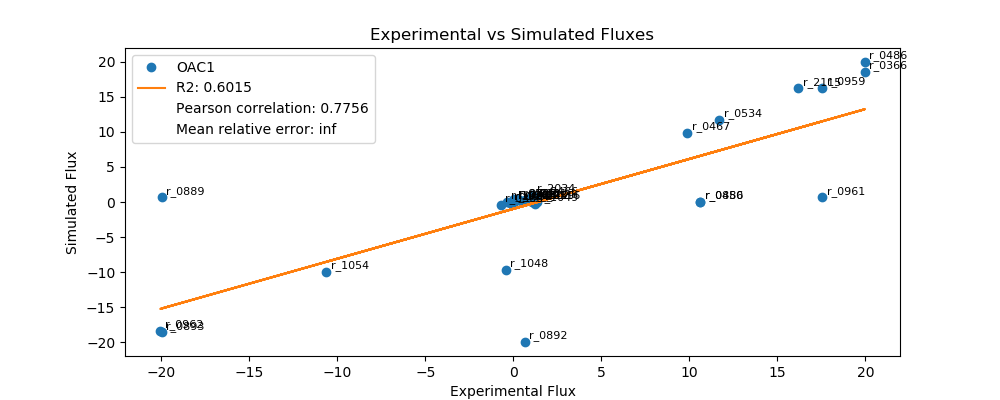 Experimental vs Simulated Fluxes
OAC1
R2: 0.6015
Pearson correlation: 0.7756
Mean relative error: inf
Simulated Flux
20
15
10
5
0
−5
−10
−15
−20
r_0486
r_0366
r_2115
r_0959
r_0534
r_0467
r_0889
r_2034
r_0961
r_1054
r_1048
r_0962
r_0893
r_0892
−20
−15
−10
−5
0
5
10
15
20
Experimental Flux